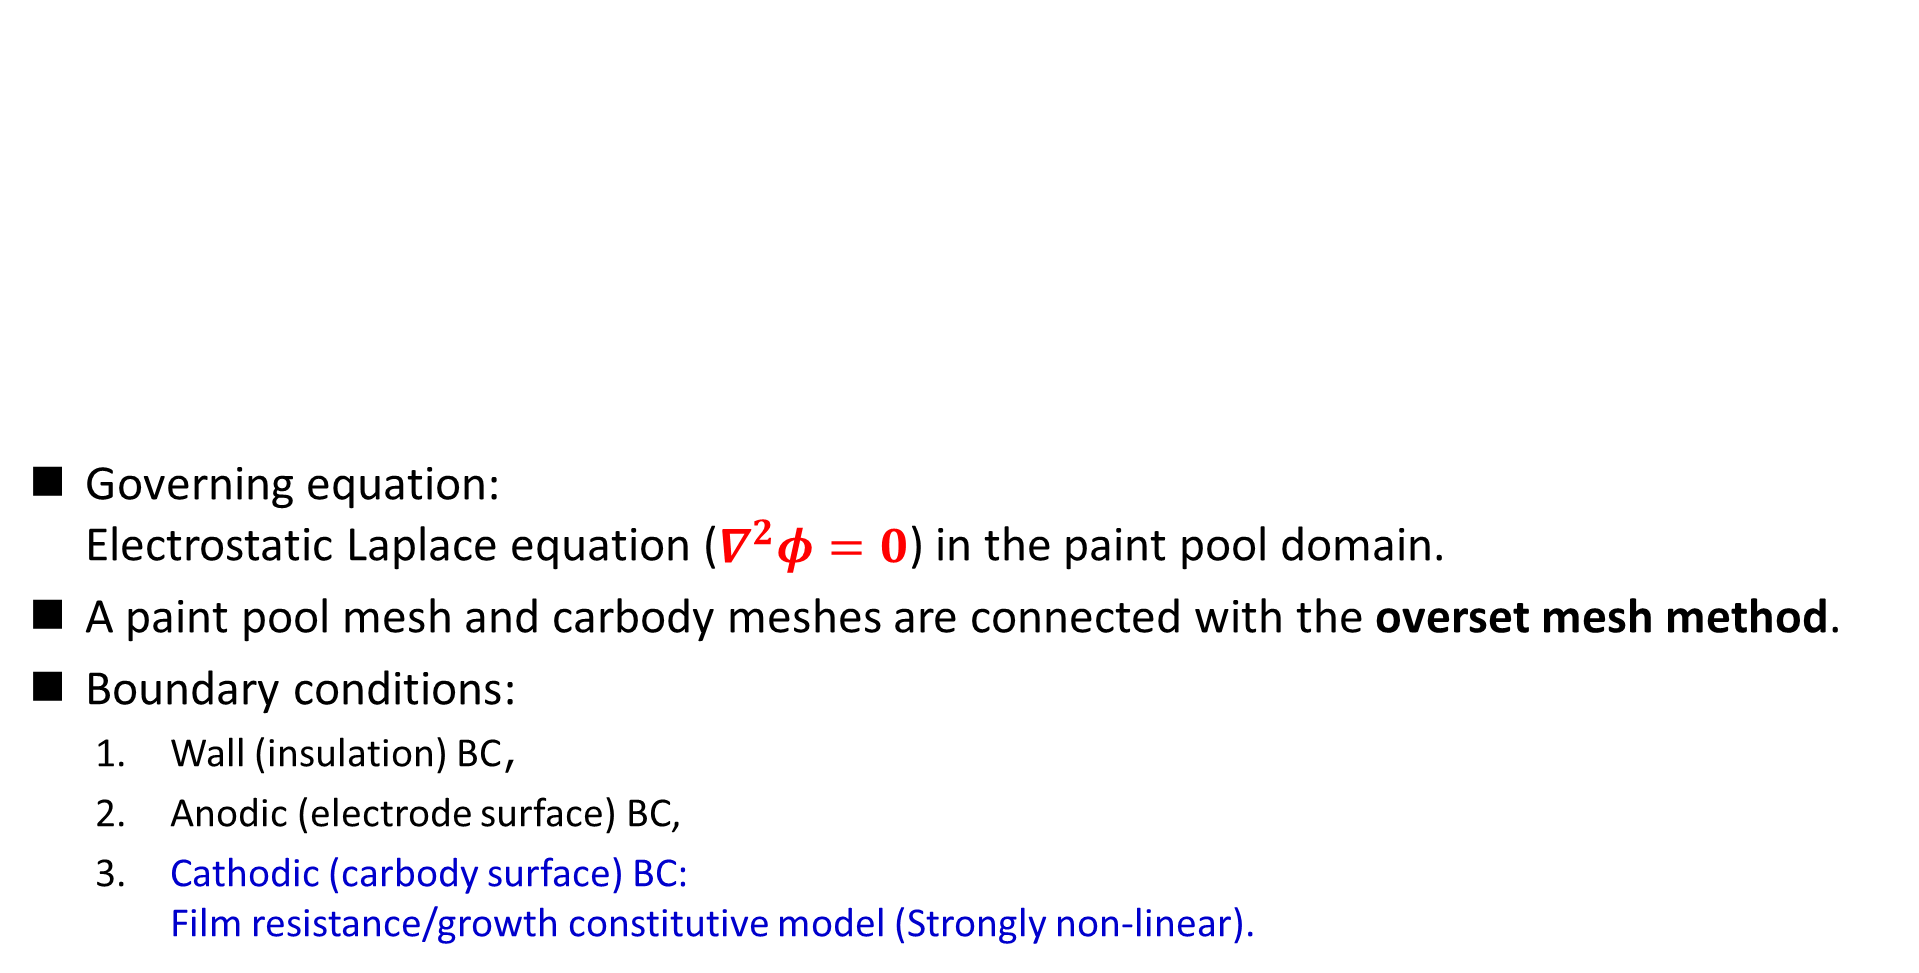 ■ Governing equation:
Electrostatic Laplace equation (∇²ϕ = 0) in the paint pool domain.
■ A paint pool mesh and carbody meshes are connected with the overset mesh method.
■ Boundary conditions:
1. Wall (insulation) BC,
2. Anodic (electrode surface) BC,
3. Cathodic (carbody surface) BC:
Film resistance/growth constitutive model (Strongly non-linear).